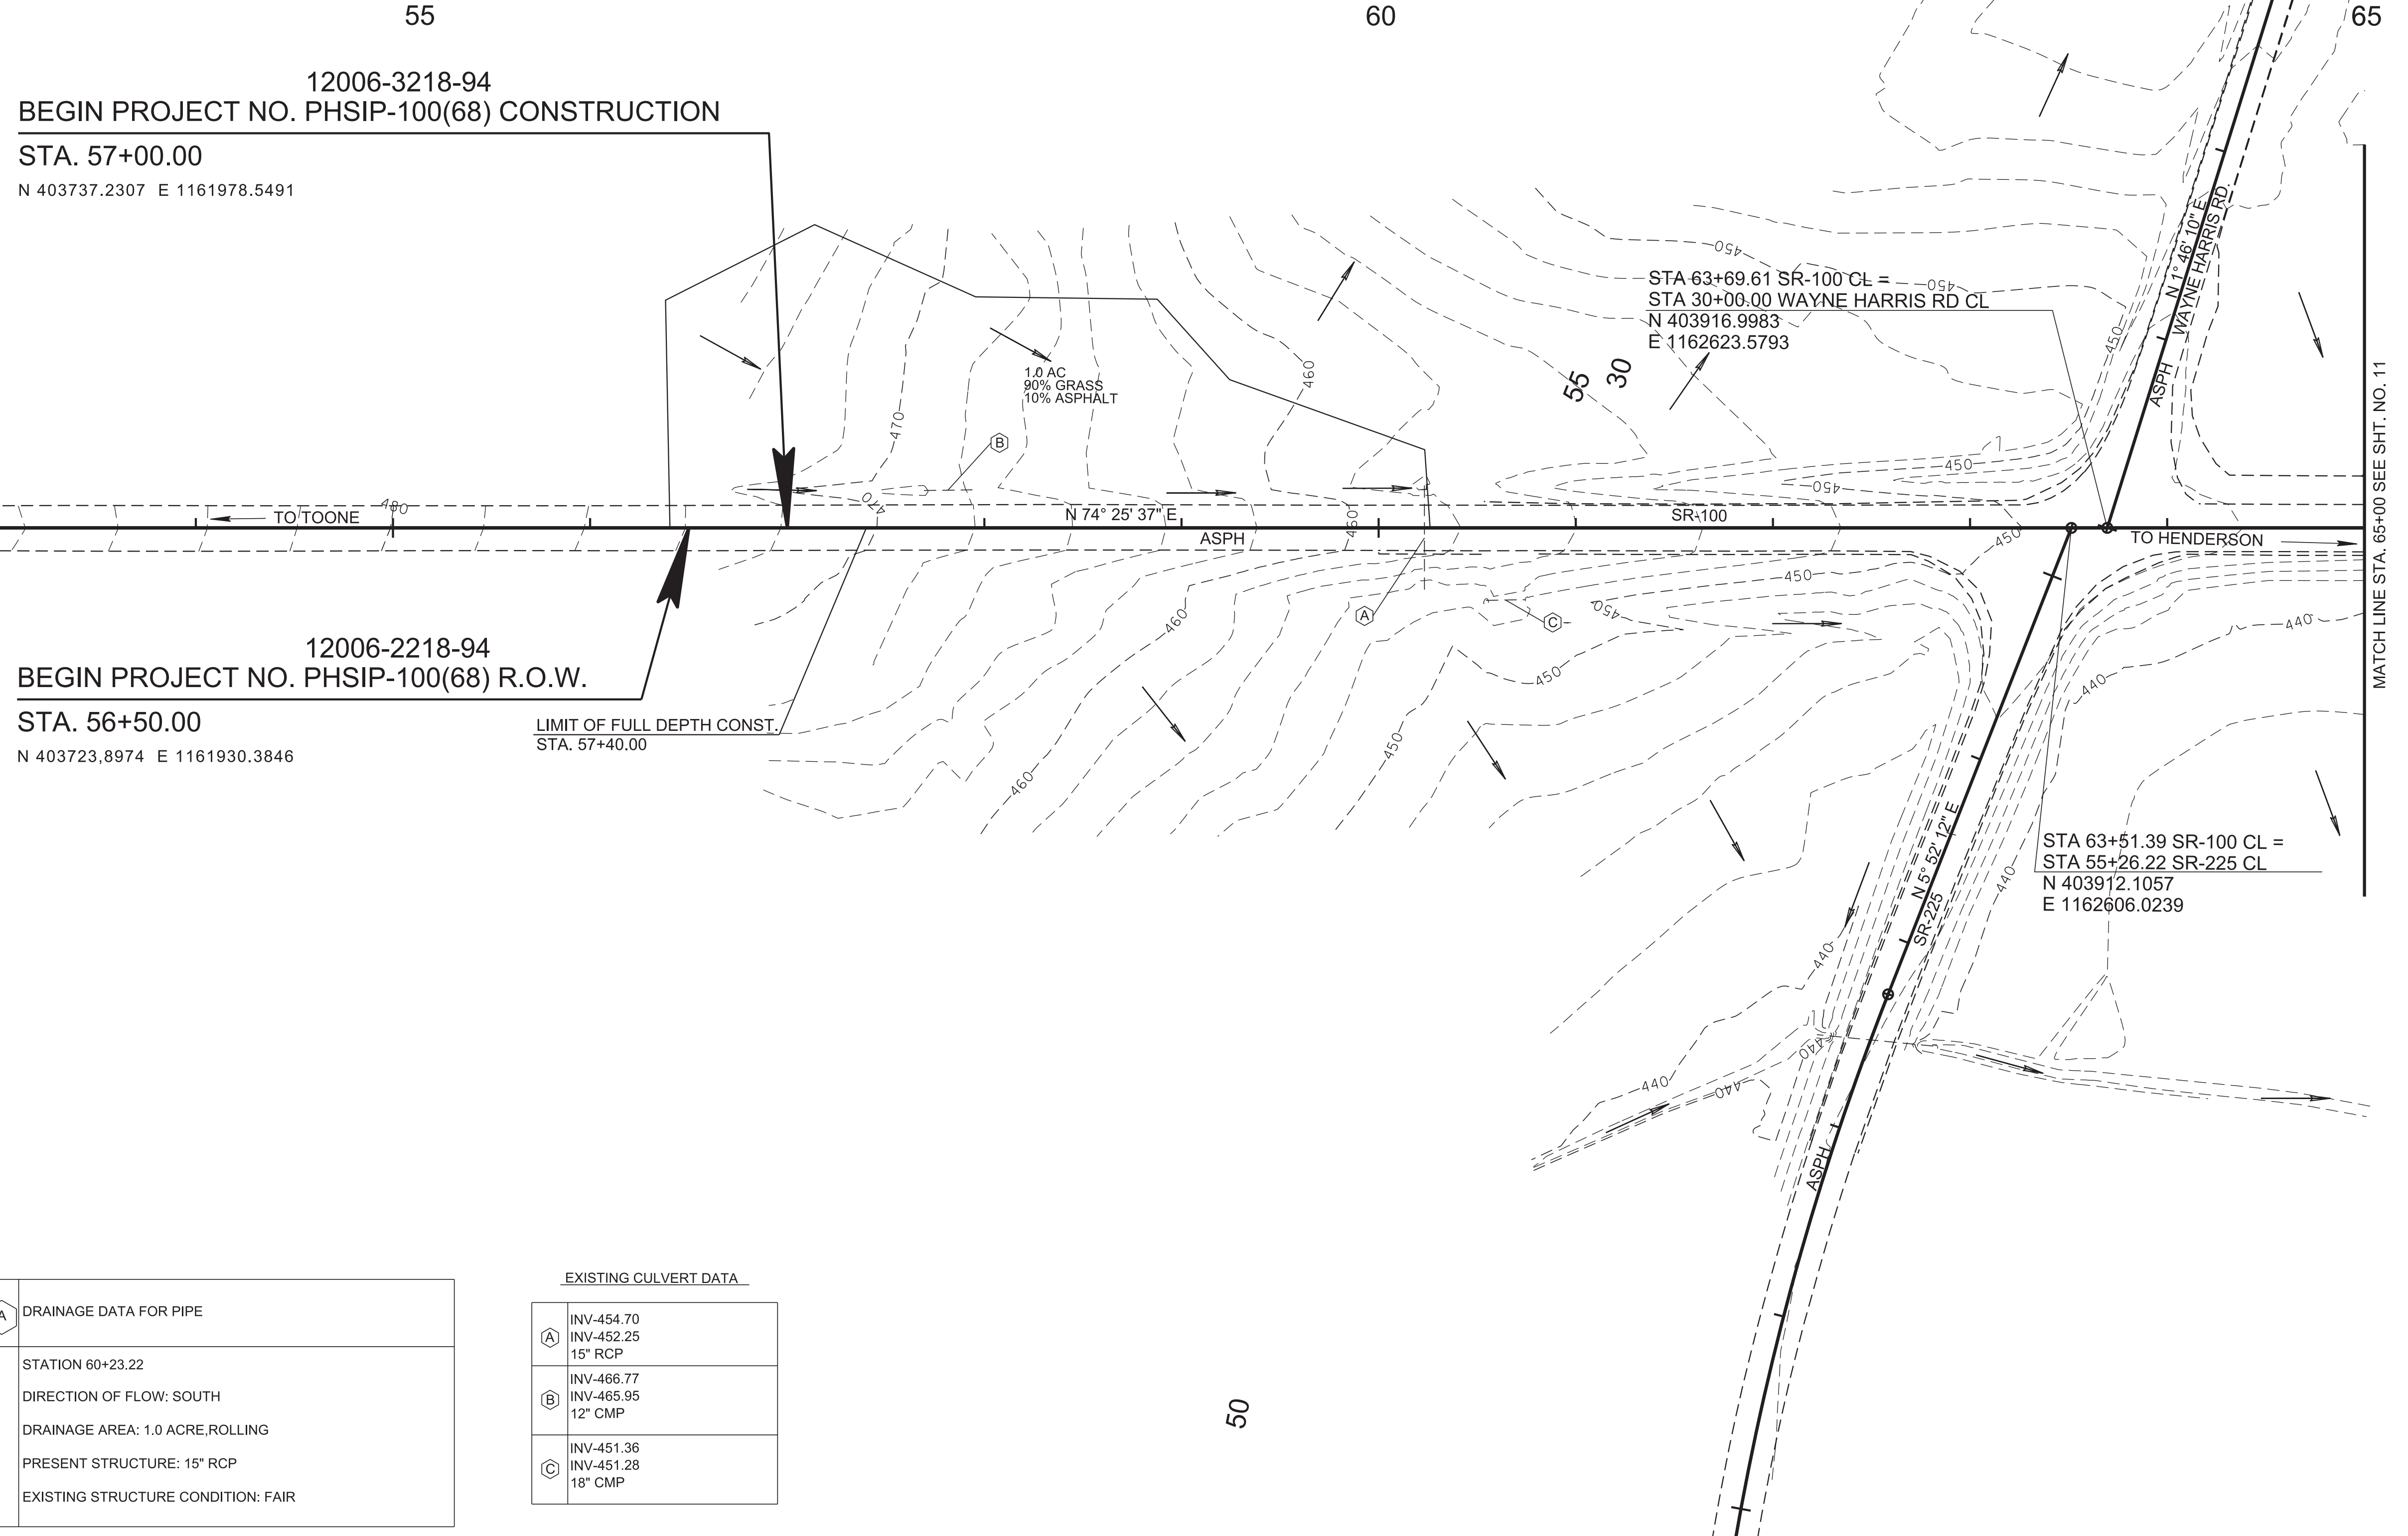 55
60
65
12006-3218-94
BEGIN PROJECT NO. PHSIP-100(68) CONSTRUCTION
STA. 57+00.00
N 403737.2307 E 1161978.5491
450
STA 63+69.61 SR-100 CL =
STA 30+00.00 WAYNE HARRIS RD CL
N 403916.9983
E 1162623.5793
450
450
N 1° 46' 10" E
WAYNE HARRIS RD.
ASPH
55
30
1.0 AC
90% GRASS
10% ASPHALT
460
470
B
450
450
480
470
TO TOONE
N 74° 25' 37" E
460
SR-100
ASPH
450
TO HENDERSON
MATCH LINE STA. 65+00 SEE SHT. NO. 11
450
450
A
C
460
440
12006-2218-94
BEGIN PROJECT NO. PHSIP-100(68) R.O.W.
STA. 56+50.00
N 403723,8974 E 1161930.3846
LIMIT OF FULL DEPTH CONST.
STA. 57+40.00
450
440
450
460
N 5° 52' 12" E
SR-225
STA 63+51.39 SR-100 CL =
STA 55+26.22 SR-225 CL
N 403912.1057
E 1162606.0239
440
440
440
440
440
ASPH
50
A
DRAINAGE DATA FOR PIPE
STATION 60+23.22
DIRECTION OF FLOW: SOUTH
DRAINAGE AREA: 1.0 ACRE,ROLLING
PRESENT STRUCTURE: 15" RCP
EXISTING STRUCTURE CONDITION: FAIR
EXISTING CULVERT DATA
A
INV-454.70
INV-452.25
15" RCP
B
INV-466.77
INV-465.95
12" CMP
C
INV-451.36
INV-451.28
18" CMP